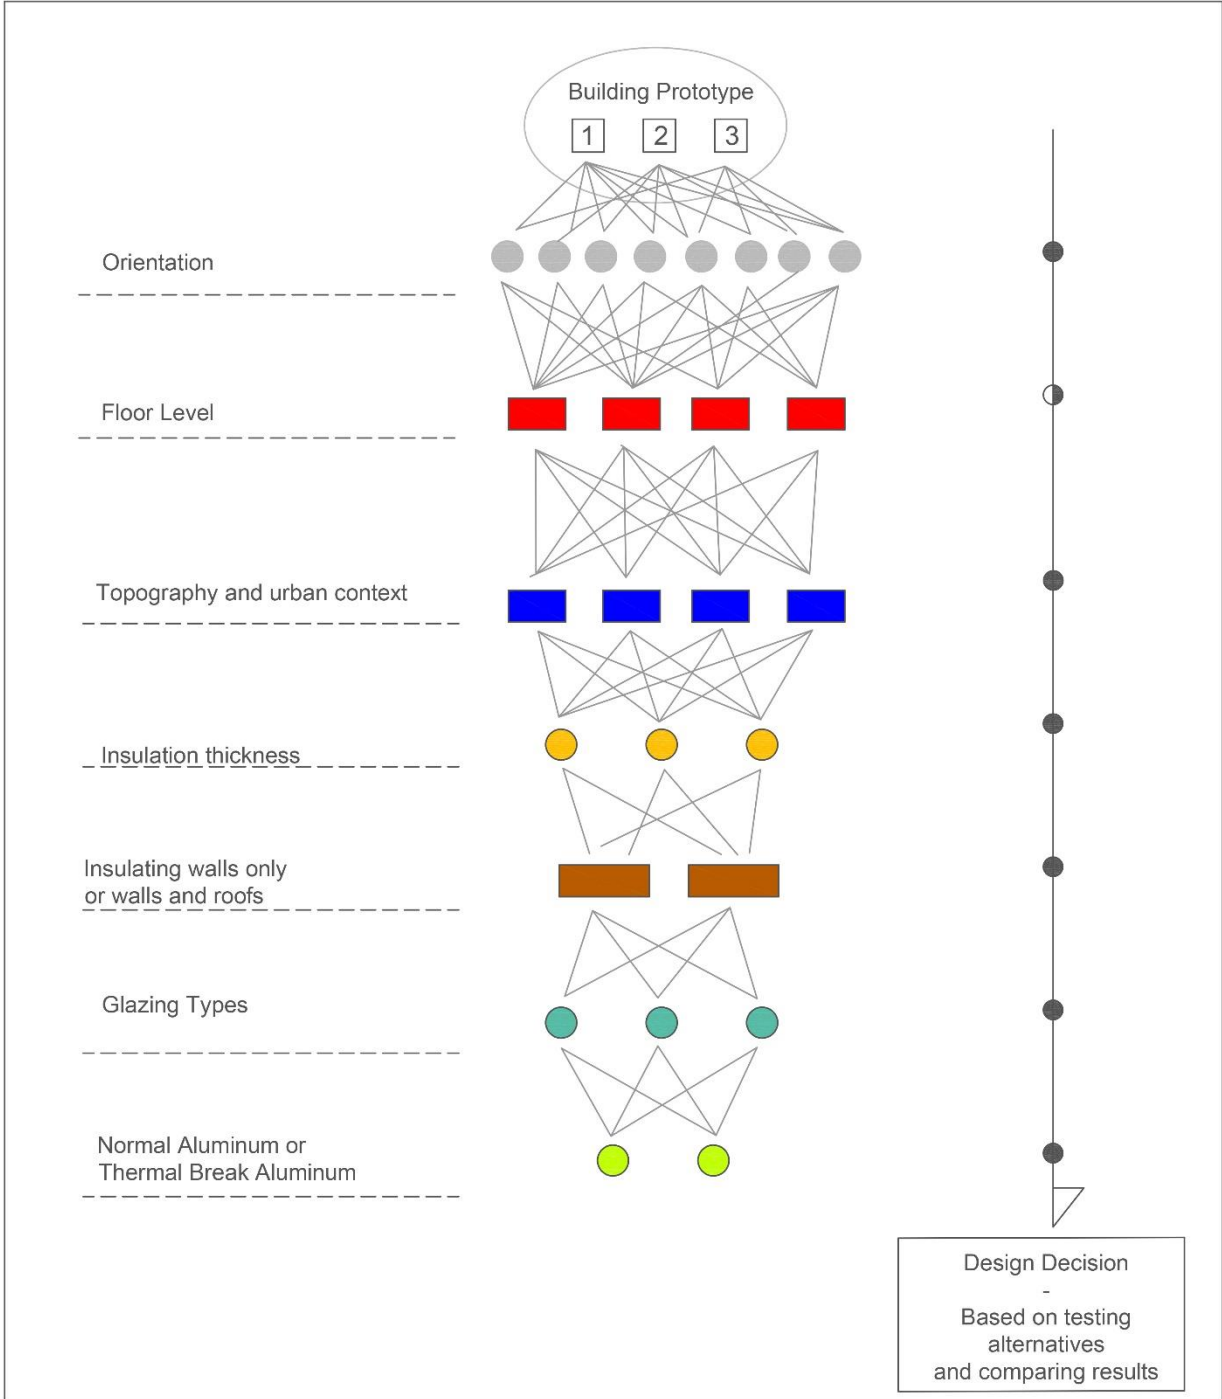 Building Prototype
1 2 3
Orientation
Floor Level
Topography and urban context
Insulation thickness
Insulating walls only
or walls and roofs
Glazing Types
Normal Aluminum or
Thermal Break Aluminum
Design Decision
-
Based on testing
alternatives
and comparing results